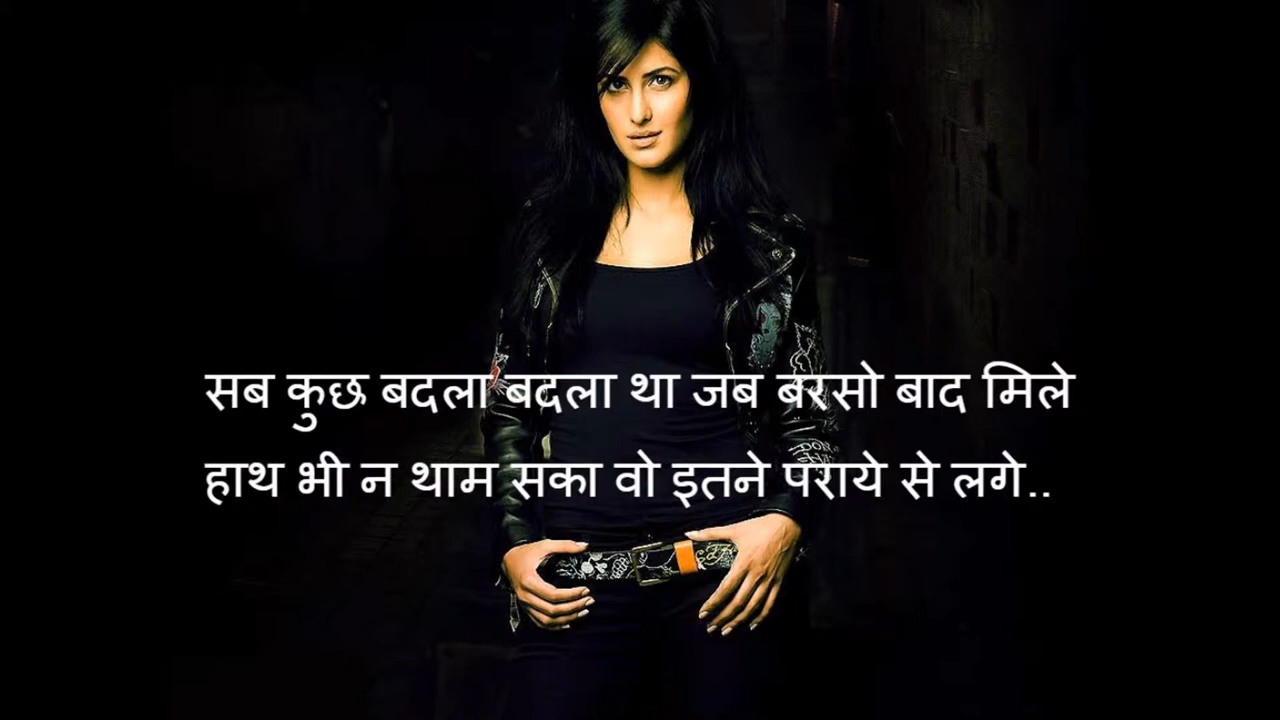 सब कुछ बदला बदला था जब बरसो बाद मिले
हाथ भी न थाम सका वो इतने पराये से लगे..